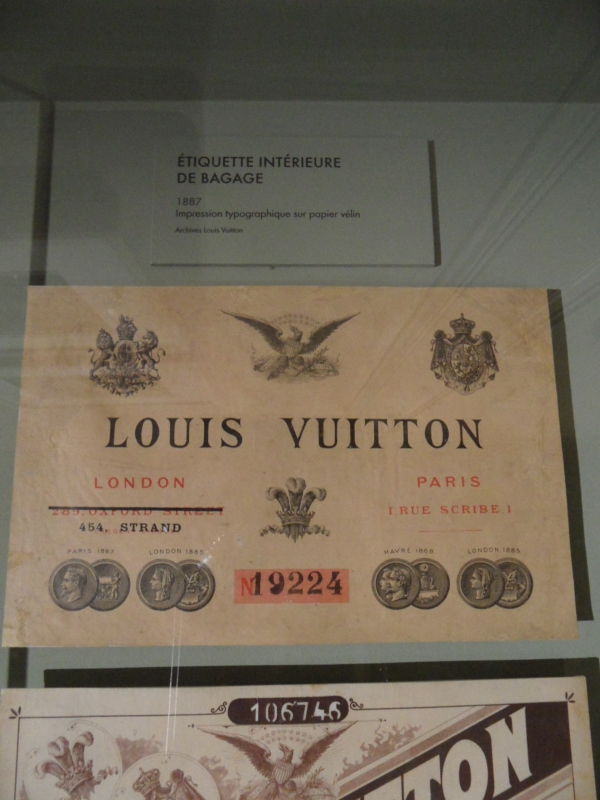 ÉTIQUETTE INTÉRIEURE
DE BAGAGE
1887
Impression typographique sur papier vélin
Archives Louis Vuitton
LOUIS VUITTON
LONDON
289, OXFORD STREET
454, STRAND
PARIS
1 RUE SCRIBE 1
PARIS 1867
LONDON 1885
HAVRE 1868
LONDON 1885
N19224
106746
TON